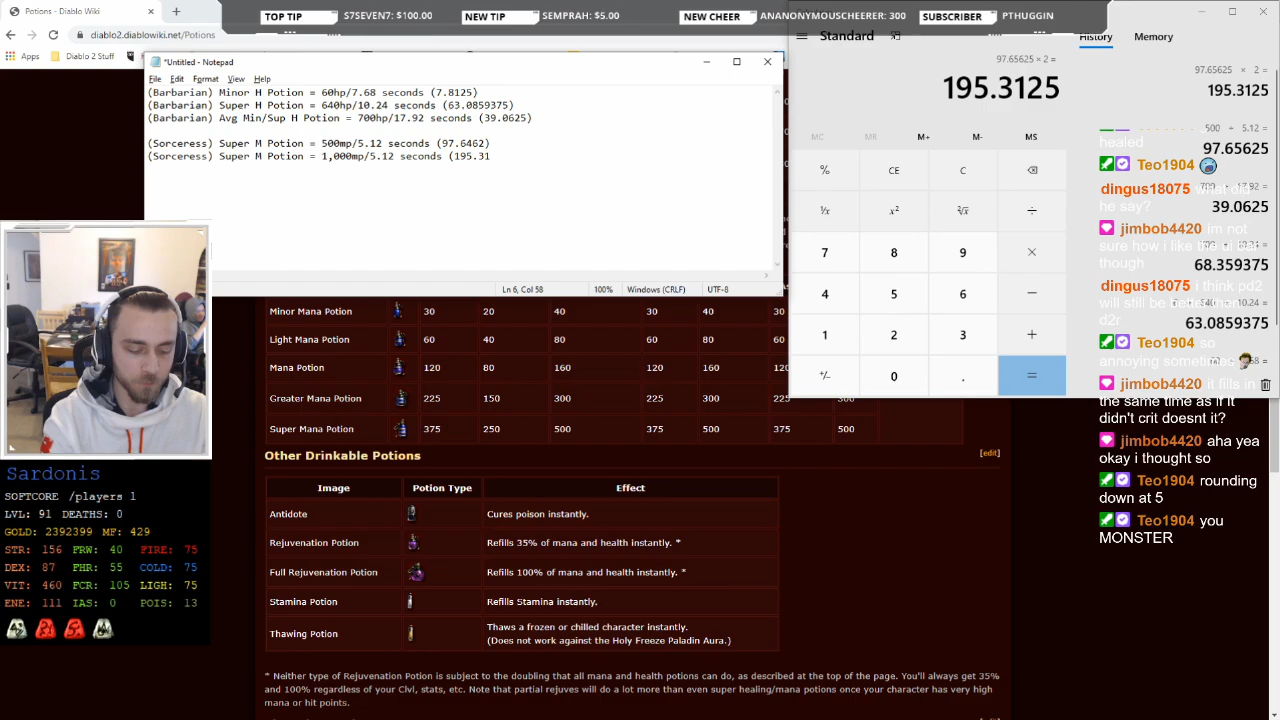 TOP TIP S7SEVEN7: $100.00 NEW TIP SEMPRAH: $5.00 NEW CHEER ANANONYMOUSCHEERER: 300 SUBSCRIBER PTHUGGIN
Potions - Diablo Wiki
diablo2.diablowiki.net/Potions
Apps Diablo 2 Stuff
*Untitled - Notepad
File Edit Format View Help
(Barbarian) Minor H Potion = 60hp/7.68 seconds (7.8125)
(Barbarian) Super H Potion = 640hp/10.24 seconds (63.0859375)
(Barbarian) Avg Min/Sup H Potion = 700hp/17.92 seconds (39.0625)
(Sorceress) Super M Potion = 500mp/5.12 seconds (97.6462)
(Sorceress) Super M Potion = 1,000mp/5.12 seconds (195.31
Ln 6, Col 58 100% Windows (CRLF) UTF-8
Standard
97.65625 × 2 =
195.3125
MC MR M+ M- MS
% CE C
¹/x x² ²√x ÷
7 8 9 ×
4 5 6 −
1 2 3 +
+/- 0 . =
History Memory
97.65625 × 2 =
195.3125
500 ÷ 5.12 =
97.65625
39.0625
68.359375
63.0859375
healed
Teo1904
dingus18075 what did
he say?
jimbob4420 im not
sure how i like the ui bar
though
dingus18075 i think pd2
will still be better than
d2r
Teo1904 so
annoying sometimes
jimbob4420 it fills in
the same time as if it
didn't crit doesnt it?
jimbob4420 aha yea
okay i thought so
Teo1904 rounding
down at 5
Teo1904 you
MONSTER
Minor Mana Potion 30 20 40 30 40 30
Light Mana Potion 60 40 80 60 80 60
Mana Potion 120 80 160 120 160 120
Greater Mana Potion 225 150 300 225 300 225 300
Super Mana Potion 375 250 500 375 500 375 500
Other Drinkable Potions [edit]
Image Potion Type Effect
Antidote Cures poison instantly.
Rejuvenation Potion Refills 35% of mana and health instantly. *
Full Rejuvenation Potion Refills 100% of mana and health instantly. *
Stamina Potion Refills Stamina instantly.
Thawing Potion Thaws a frozen or chilled character instantly.
(Does not work against the Holy Freeze Paladin Aura.)
* Neither type of Rejuvenation Potion is subject to the doubling that all mana and health potions can do, as described at the top of the page. You'll always get 35%
and 100% regardless of your Clvl, stats, etc. Note that partial rejuves will do a lot more than even super healing/mana potions once your character has very high
mana or hit points.
Sardonis
SOFTCORE /players 1
LVL: 91 DEATHS: 0
GOLD: 2392399 MF: 429
STR: 156 FRW: 40 FIRE: 75
DEX: 87 FHR: 55 COLD: 75
VIT: 460 FCR: 105 LIGH: 75
ENE: 111 IAS: 0 POIS: 13